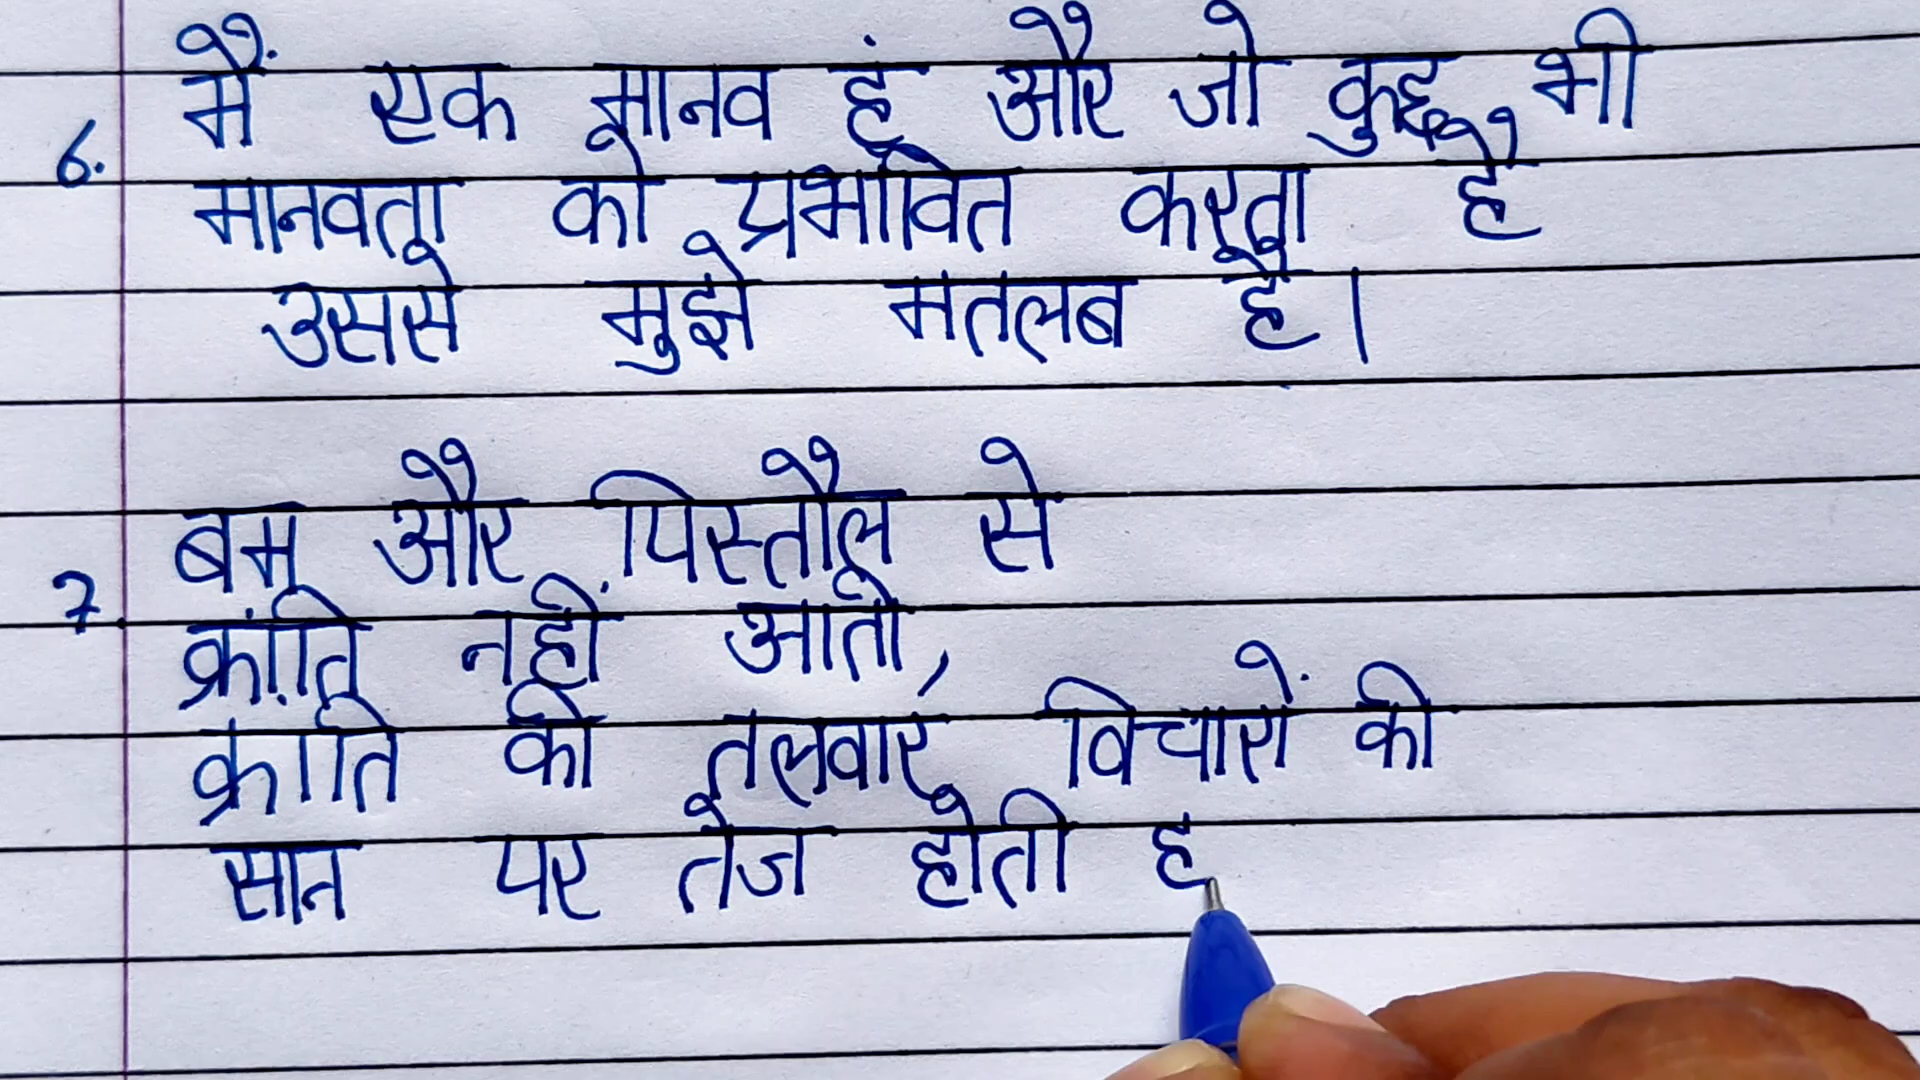 6. मैं एक मानव हूं और जो कुछ भी
मानवता को प्रभावित करता है
उससे मुझे मतलब है।
7. बम और पिस्तौल से
क्रांति नहीं आती,
क्राति की तलवार विचारों की
सान पर तेज होती ह